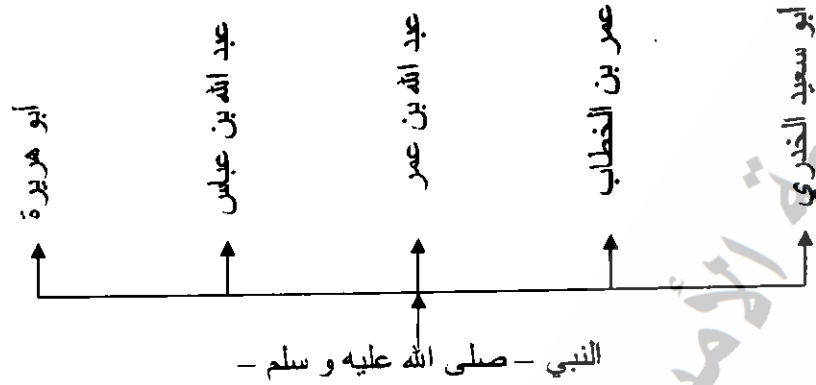 أبو سعيد الخدري
عمر بن الخطاب
عبد الله بن عمر
عبد الله بن عباس
أبو هريرة
النبي – صلى الله عليه و سلم –